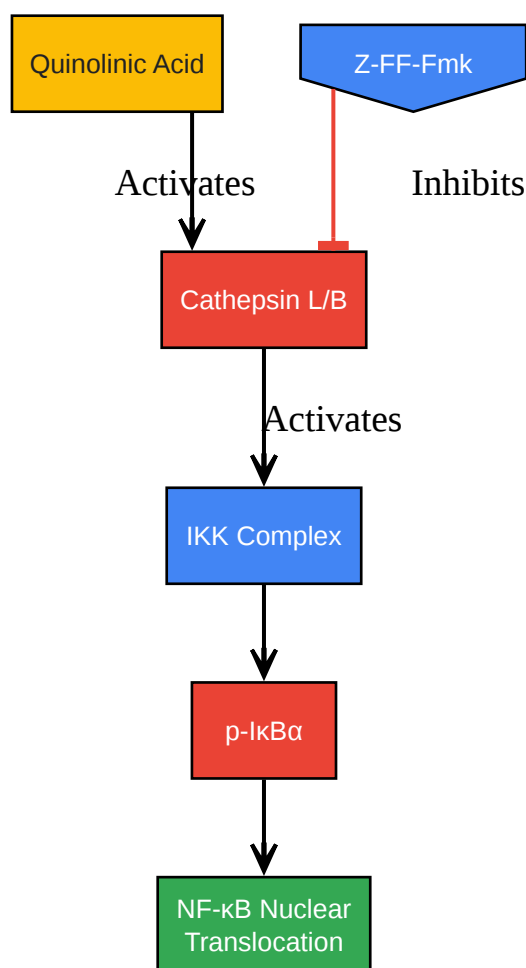 Quinolinic Acid
Z-FF-Fmk
Activates
Inhibits
Cathepsin L/B
Activates
IKK Complex
p-IκBα
NF-κB Nuclear
Translocation